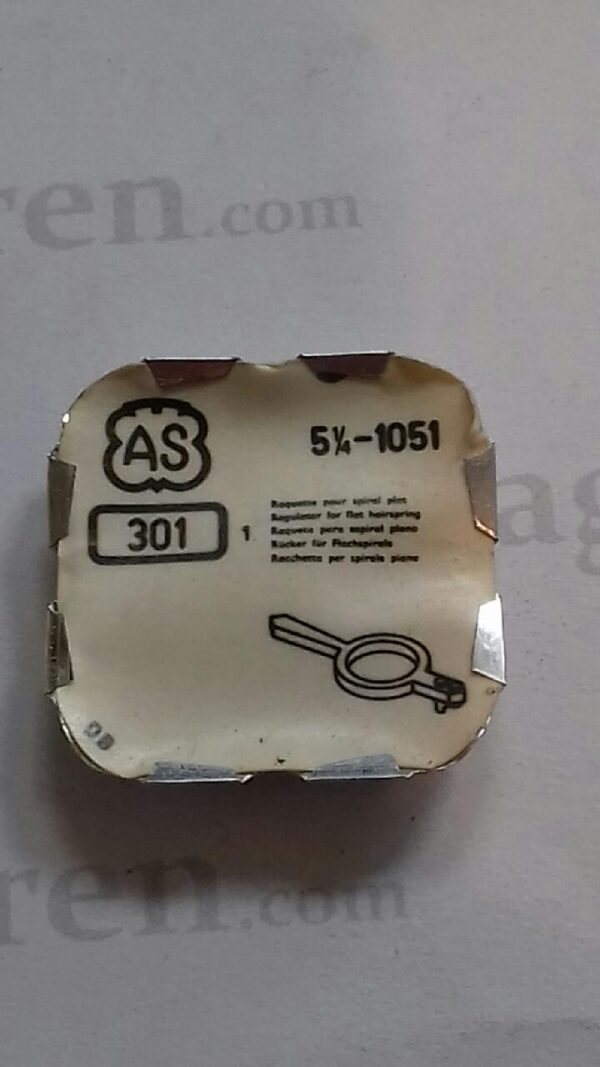 ren.com
AS
5¼-1051
301
1
Raquette pour spiral plat
Regulator for flat hairspring
Raqueta para espiral plano
Rücker für Flachspirale
Racchetta per spirale piano
ag
ren.com